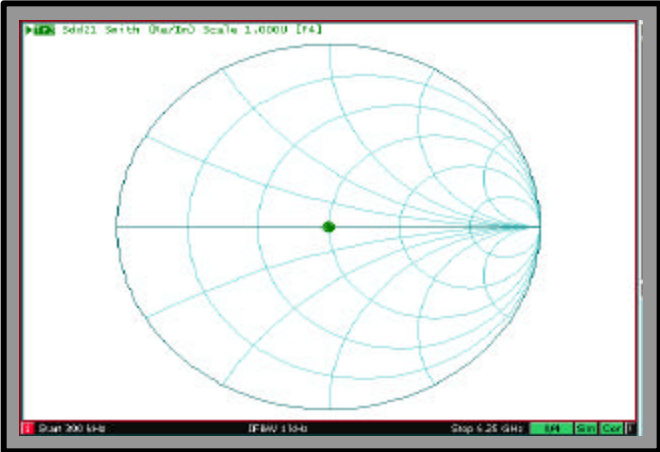 Sdd21 Smith (Re/Im) Scale 1.000U [F4]
1 Start 300 kHz IFBW 1 kHz Stop 6.25 GHz Sim Cor